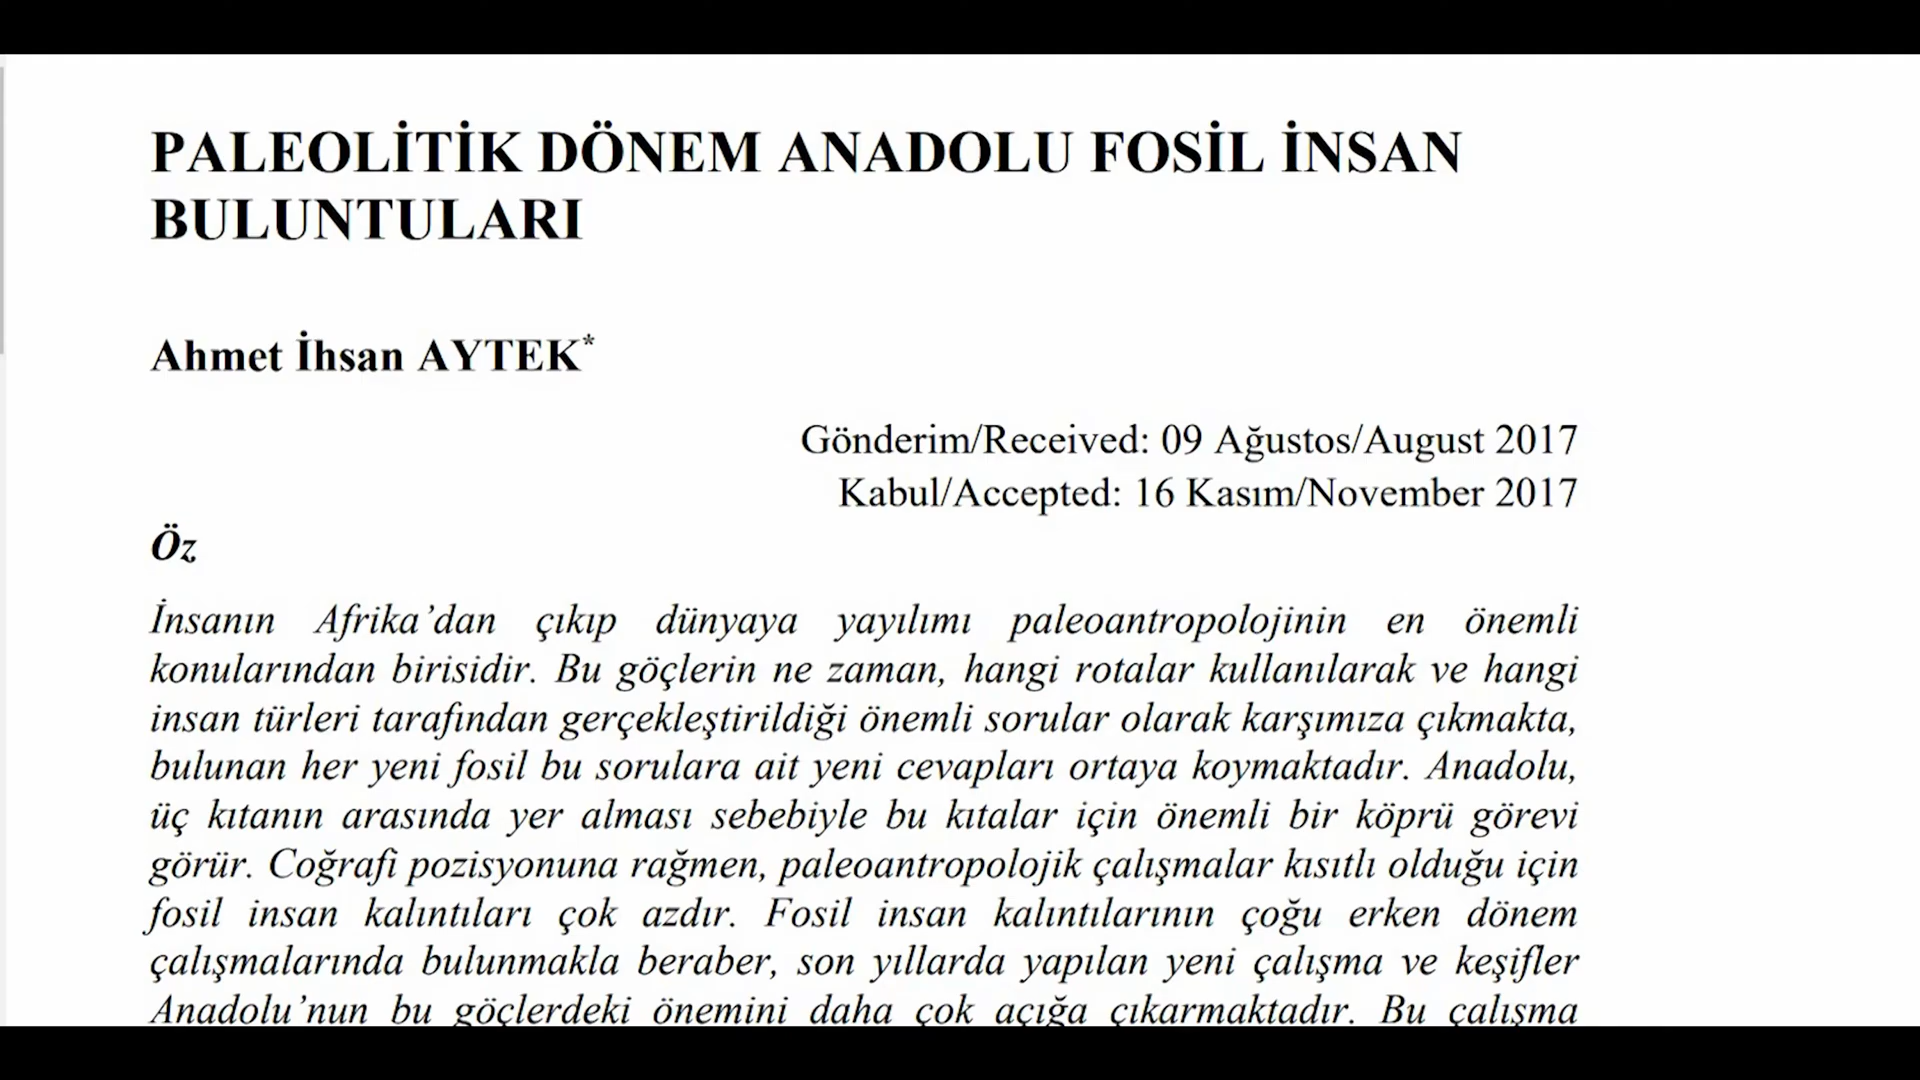 PALEOLİTİK DÖNEM ANADOLU FOSİL İNSAN
BULUNTULARI
Ahmet İhsan AYTEK*
Gönderim/Received: 09 Ağustos/August 2017
Kabul/Accepted: 16 Kasım/November 2017
Öz
İnsanın Afrika’dan çıkıp dünyaya yayılımı paleoantropolojinin en önemli
konularından birisidir. Bu göçlerin ne zaman, hangi rotalar kullanılarak ve hangi
insan türleri tarafından gerçekleştirildiği önemli sorular olarak karşımıza çıkmakta,
bulunan her yeni fosil bu sorulara ait yeni cevapları ortaya koymaktadır. Anadolu,
üç kıtanın arasında yer alması sebebiyle bu kıtalar için önemli bir köprü görevi
görür. Coğrafi pozisyonuna rağmen, paleoantropolojik çalışmalar kısıtlı olduğu için
fosil insan kalıntıları çok azdır. Fosil insan kalıntılarının çoğu erken dönem
çalışmalarında bulunmakla beraber, son yıllarda yapılan yeni çalışma ve keşifler
Anadolu’nun bu göçlerdeki önemini daha çok açığa çıkarmaktadır. Bu çalışma